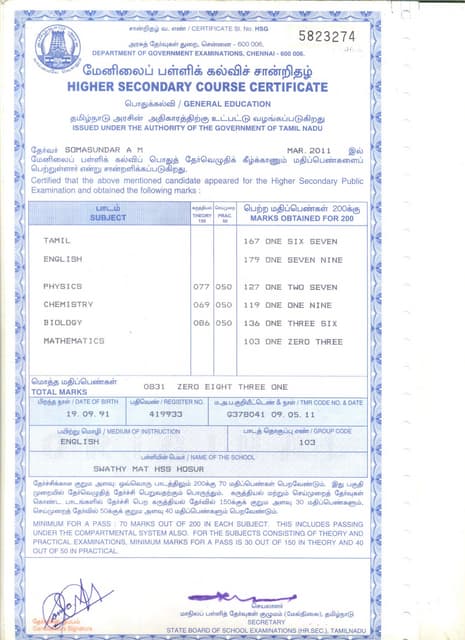 சான்றிதழ் வ. எண் / CERTIFICATE Sl. No. HSG
5823274
அரசுத் தேர்வுகள் துறை, சென்னை - 600 006.
DEPARTMENT OF GOVERNMENT EXAMINATIONS, CHENNAI - 600 006.
மேனிலைப் பள்ளிக் கல்விச் சான்றிதழ்
HIGHER SECONDARY COURSE CERTIFICATE
பொதுக்கல்வி / GENERAL EDUCATION
தமிழ்நாடு அரசின் அதிகாரத்திற்கு உட்பட்டு வழங்கப்படுகிறது
ISSUED UNDER THE AUTHORITY OF THE GOVERNMENT OF TAMIL NADU
தேர்வர் SOMASUNDAR A M MAR.2011 இல்
மேனிலைப் பள்ளிக் கல்விப் பொதுத் தேர்வெழுதிக் கீழ்க்காணும் மதிப்பெண்களைப்
பெற்றுள்ளார் என்று சான்றளிக்கப்படுகிறது.
Certified that the above mentioned candidate appeared for the Higher Secondary Public
Examination and obtained the following marks :
பாடம் கருத்தியல் செய்முறை பெற்ற மதிப்பெண்கள் 200க்கு
SUBJECT THEORY 150 PRAC. 50 MARKS OBTAINED FOR 200
TAMIL 167 ONE SIX SEVEN
ENGLISH 179 ONE SEVEN NINE
PHYSICS 077 050 127 ONE TWO SEVEN
CHEMISTRY 069 050 119 ONE ONE NINE
BIOLOGY 086 050 136 ONE THREE SIX
MATHEMATICS 103 ONE ZERO THREE
மொத்த மதிப்பெண்கள்
TOTAL MARKS 0831 ZERO EIGHT THREE ONE
பிறந்த நாள் / DATE OF BIRTH பதிவெண் / REGISTER NO. ம.அ.ப.குறியீட்டெண் & நாள் / TMR CODE NO. & DATE
19.09.91 419933 G378041 09.05.11
பயிற்று மொழி / MEDIUM OF INSTRUCTION பாடத் தொகுப்பு எண் / GROUP CODE
ENGLISH 103
பள்ளியின் பெயர் / NAME OF THE SCHOOL
SWATHY MAT HSS HOSUR
தேர்ச்சிக்கான குறும அளவு ஒவ்வொரு பாடத்திலும் 200க்கு 70 மதிப்பெண்கள் பெறவேண்டும். இது பகுதி
முறையில் தேர்வெழுதித் தேர்ச்சி பெறுவதற்கும் பொருந்தும். கருத்தியல் மற்றும் செய்முறைத் தேர்வுகள்
கொண்ட பாடங்களில் தேர்ச்சி பெற கருத்தியல் தேர்வில் 150க்குக் குறும அளவு 30 மதிப்பெண்களும்,
செய்முறைத் தேர்வில் 50க்குக் குறும அளவு 40 மதிப்பெண்களும் பெறவேண்டும்.
MINIMUM FOR A PASS : 70 MARKS OUT OF 200 IN EACH SUBJECT. THIS INCLUDES PASSING
UNDER THE COMPARTMENTAL SYSTEM ALSO. FOR THE SUBJECTS CONSISTING OF THEORY AND
PRACTICAL EXAMINATIONS, MINIMUM MARKS FOR A PASS IS 30 OUT OF 150 IN THEORY AND 40
OUT OF 50 IN PRACTICAL.
செயலாளர்
தேர்வரின் கையொப்பம் மாநிலப் பள்ளித் தேர்வுகள் குழுமம் (மேல்நிலை), தமிழ்நாடு
Candidate's Signature SECRETARY
STATE BOARD OF SCHOOL EXAMINATIONS (HR.SEC.), TAMILNADU